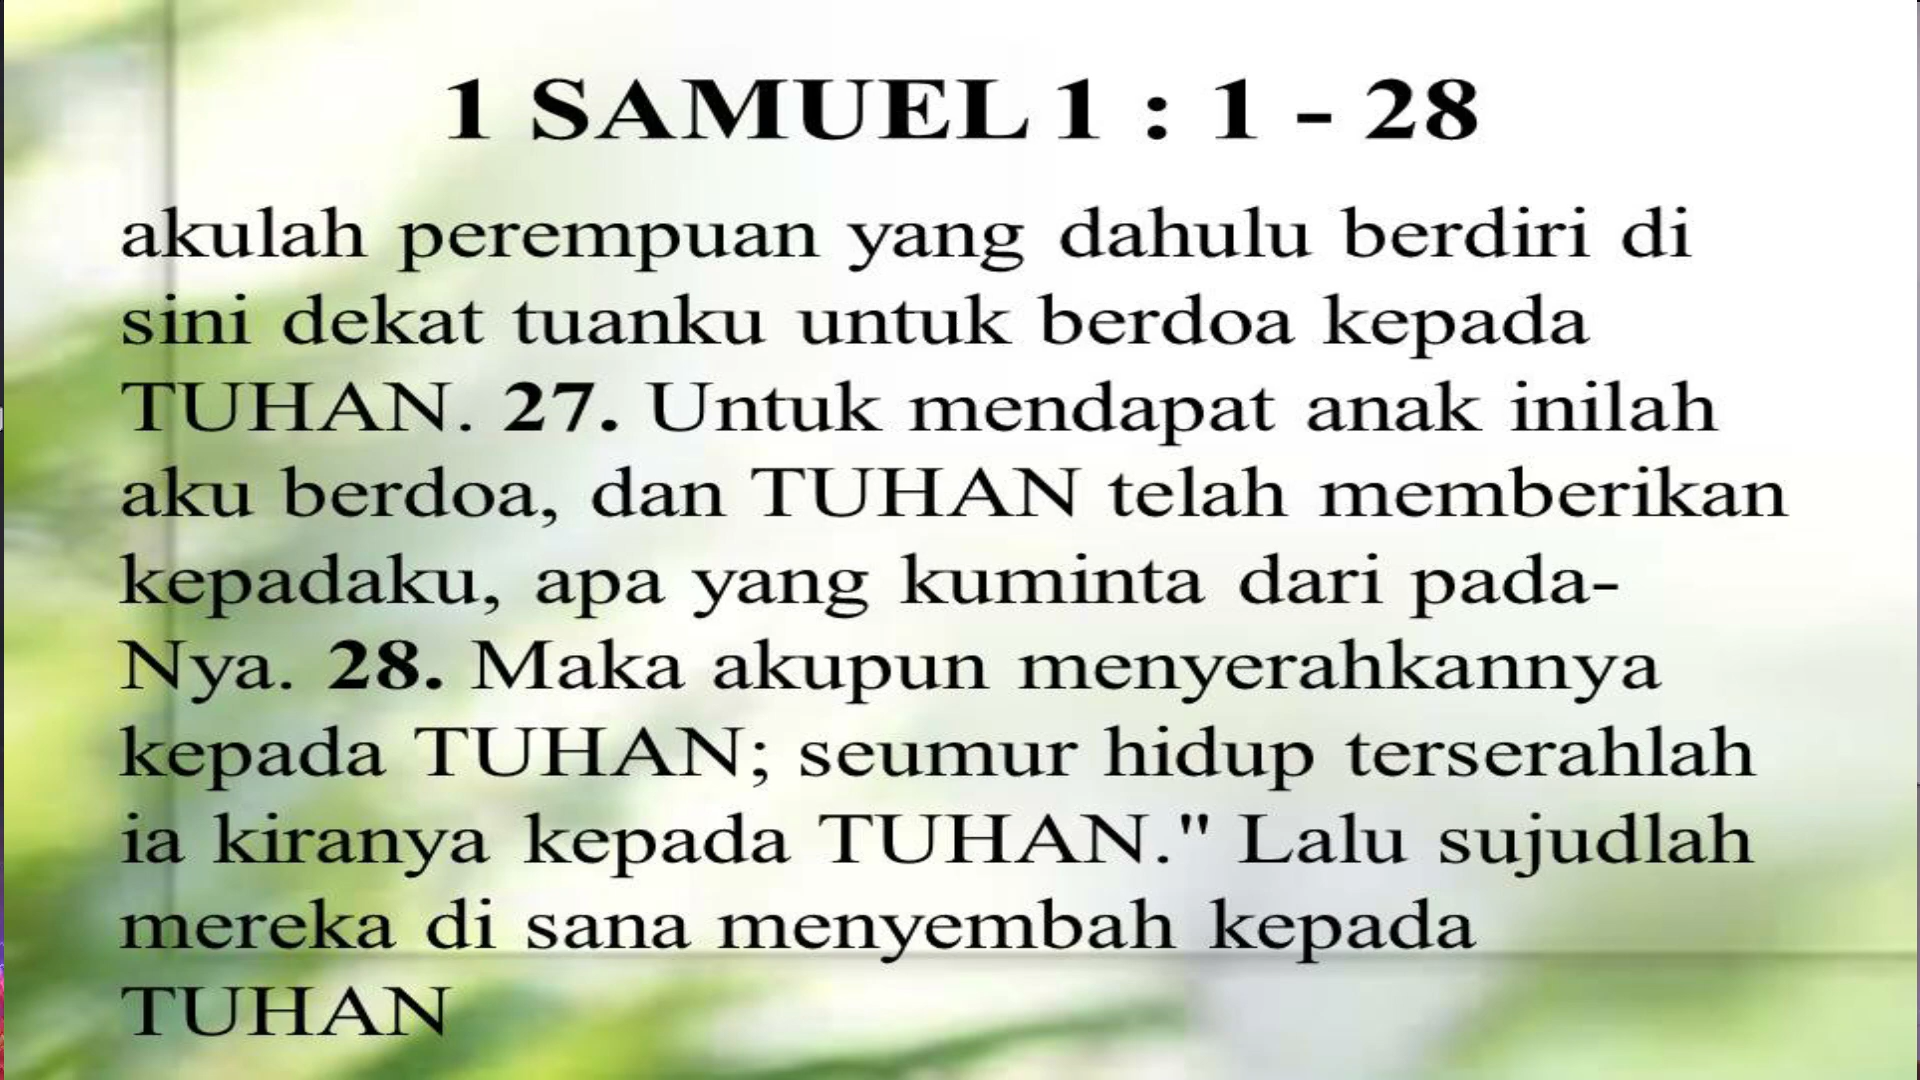 1 SAMUEL 1 : 1 - 28
akulah perempuan yang dahulu berdiri di
sini dekat tuanku untuk berdoa kepada
TUHAN. 27. Untuk mendapat anak inilah
aku berdoa, dan TUHAN telah memberikan
kepadaku, apa yang kuminta dari pada-
Nya. 28. Maka akupun menyerahkannya
kepada TUHAN; seumur hidup terserahlah
ia kiranya kepada TUHAN." Lalu sujudlah
mereka di sana menyembah kepada
TUHAN